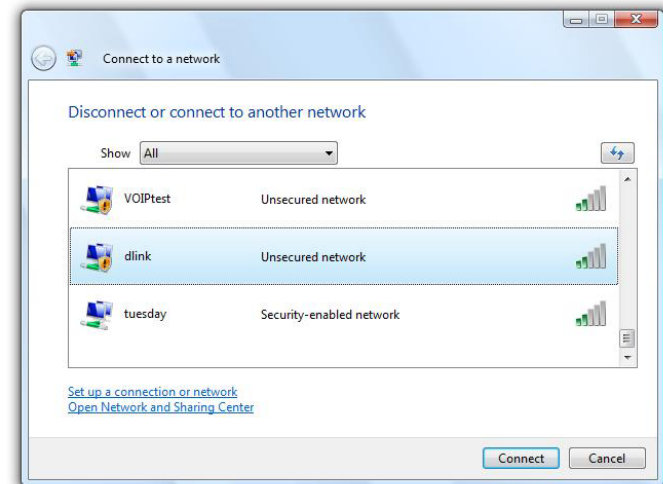 Connect to a network
Disconnect or connect to another network
Show All
VOIPtest Unsecured network
dlink Unsecured network
tuesday Security-enabled network
Set up a connection or network
Open Network and Sharing Center
Connect Cancel